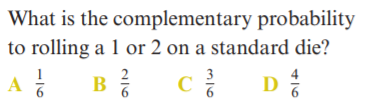 What is the complementary probability
to rolling a 1 or 2 on a standard die?
A 1/6 B 2/6 C 3/6 D 4/6